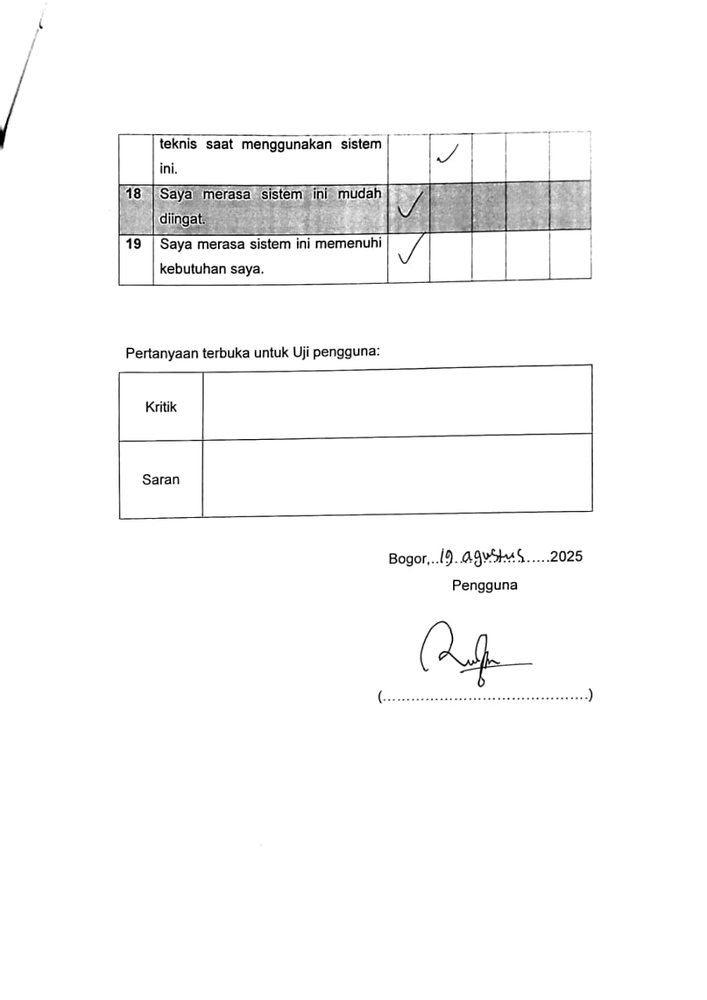 teknis saat menggunakan sistem
ini.
18 Saya merasa sistem ini mudah
diingat.
19 Saya merasa sistem ini memenuhi
kebutuhan saya.
Pertanyaan terbuka untuk Uji pengguna:
Kritik
Saran
Bogor,..19..agustus.....2025
Pengguna
(...........................................)